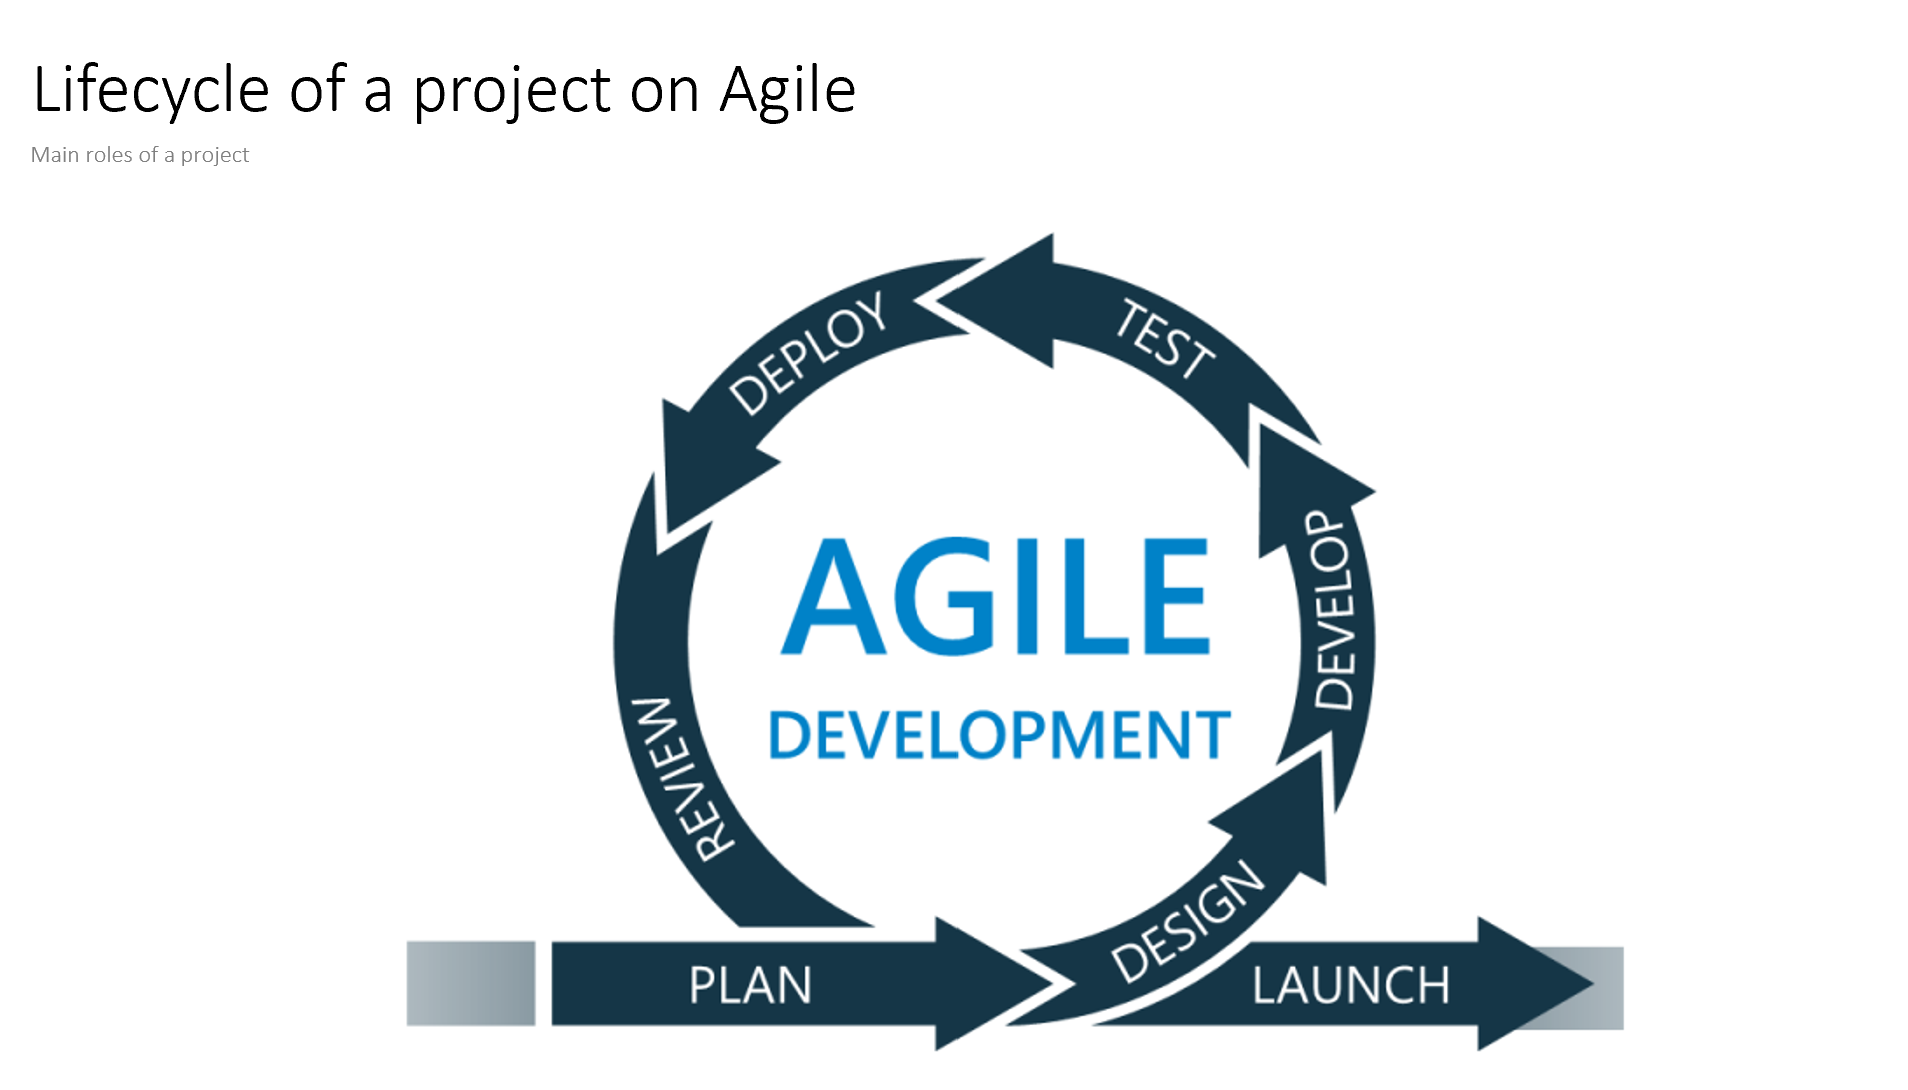 Lifecycle of a project on Agile
Main roles of a project
AGILE
DEVELOPMENT
PLAN
DESIGN
DEVELOP
TEST
DEPLOY
REVIEW
LAUNCH